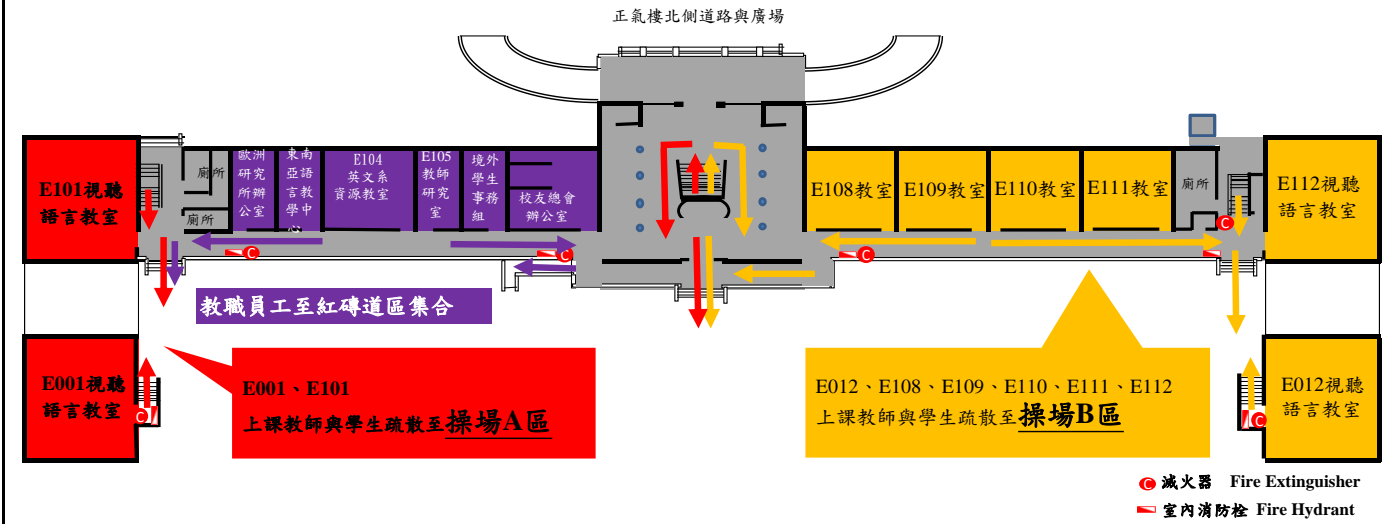 正氣樓北側道路與廣場
E101視聽
語言教室
廁所
廁所
歐洲
研究
所辦
公室
東南
亞語
言教
學中
心
E104
英文系
資源教室
E105
教師
研究
室
境外
學生
事務
組
校友總會
辦公室
E108教室
E109教室
E110教室
E111教室
廁所
E112視聽
語言教室
C
C
C
C
教職員工至紅磚道區集合
E001視聽
語言教室
C
E001、E101
上課教師與學生疏散至操場A區
E012、E108、E109、E110、E111、E112
上課教師與學生疏散至操場B區
E012視聽
語言教室
C
C 滅火器 Fire Extinguisher
室內消防栓 Fire Hydrant